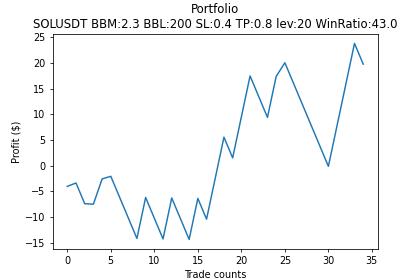 Portfolio
SOLUSDT BBM:2.3 BBL:200 SL:0.4 TP:0.8 lev:20 WinRatio:43.0
25
20
15
10
5
0
−5
−10
−15
Profit ($)
0 5 10 15 20 25 30 35
Trade counts